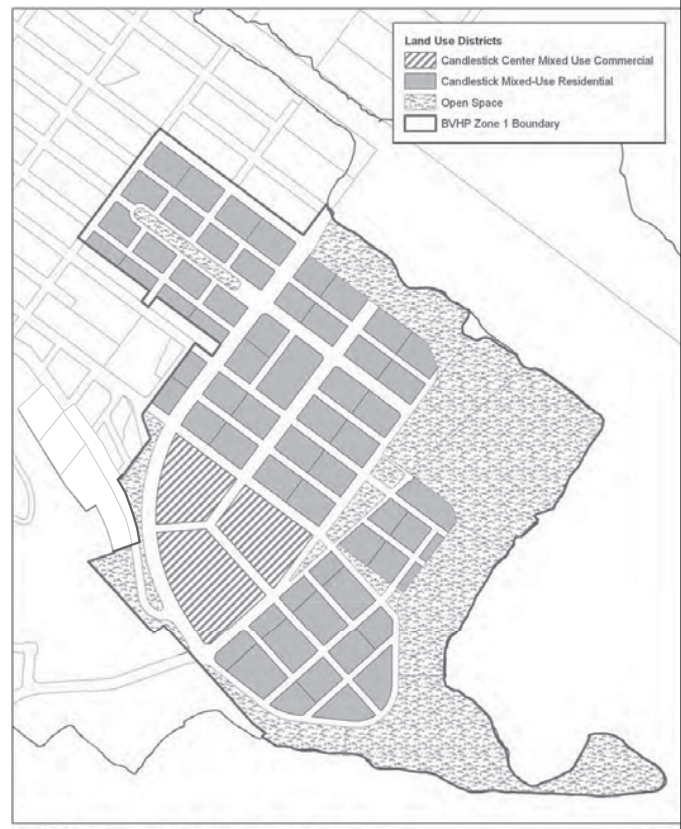 Land Use Districts
Candlestick Center Mixed Use Commercial
Candlestick Mixed-Use Residential
Open Space
BVHP Zone 1 Boundary